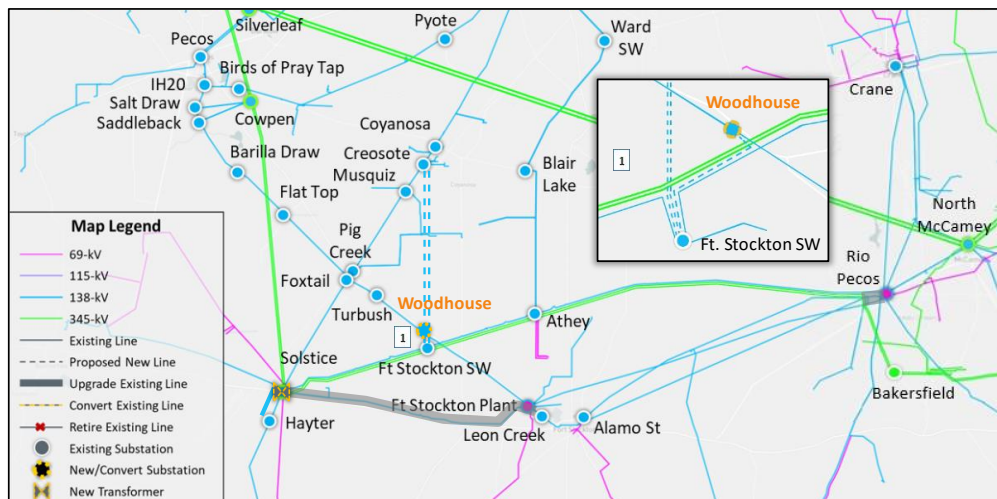 Silverleaf
Pyote
Ward
SW
Pecos
Birds of Pray Tap
IH20
Salt Draw
Saddleback
Cowpen
Crane
Coyanosa
Creosote
Musquiz
Barilla Draw
Blair
Lake
Flat Top
Woodhouse
1
Ft. Stockton SW
North
McCamey
Rio
Pecos
Pig
Creek
Foxtail
Turbush
Woodhouse
1
Athey
Ft Stockton SW
Solstice
Bakersfield
Ft Stockton Plant
Hayter
Leon Creek
Alamo St
Map Legend
69-kV
115-kV
138-kV
345-kV
Existing Line
Proposed New Line
Upgrade Existing Line
Convert Existing Line
Retire Existing Line
Existing Substation
New/Convert Substation
New Transformer